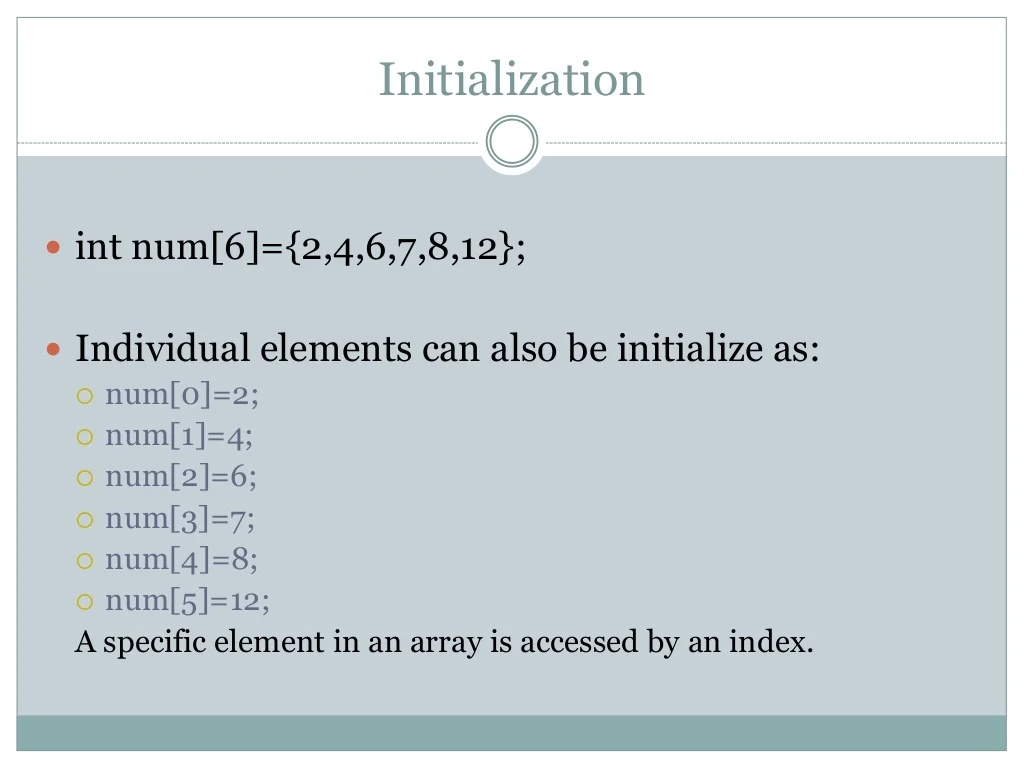 Initialization
int num[6]={2,4,6,7,8,12};
Individual elements can also be initialize as:
num[0]=2;
num[1]=4;
num[2]=6;
num[3]=7;
num[4]=8;
num[5]=12;
A specific element in an array is accessed by an index.